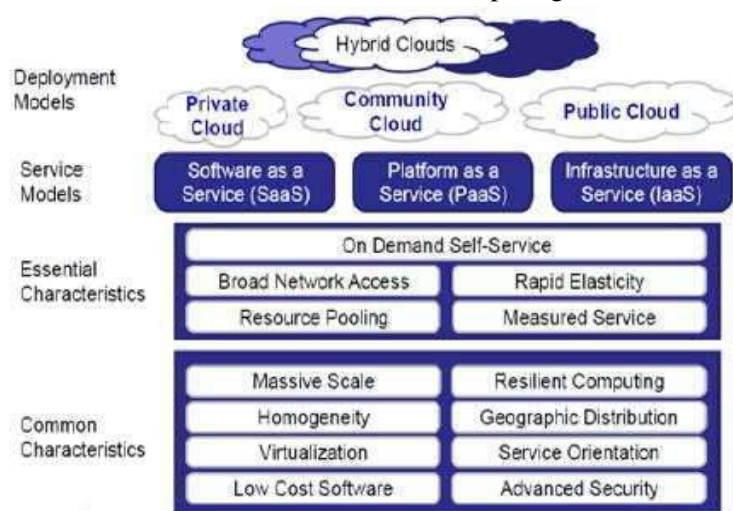 Hybrid Clouds
Deployment
Models
Private
Cloud
Community
Cloud
Public Cloud
Service
Models
Software as a
Service (SaaS)
Platform as a
Service (PaaS)
Infrastructure as a
Service (IaaS)
Essential
Characteristics
On Demand Self-Service
Broad Network Access
Rapid Elasticity
Resource Pooling
Measured Service
Common
Characteristics
Massive Scale
Resilient Computing
Homogeneity
Geographic Distribution
Virtualization
Service Orientation
Low Cost Software
Advanced Security